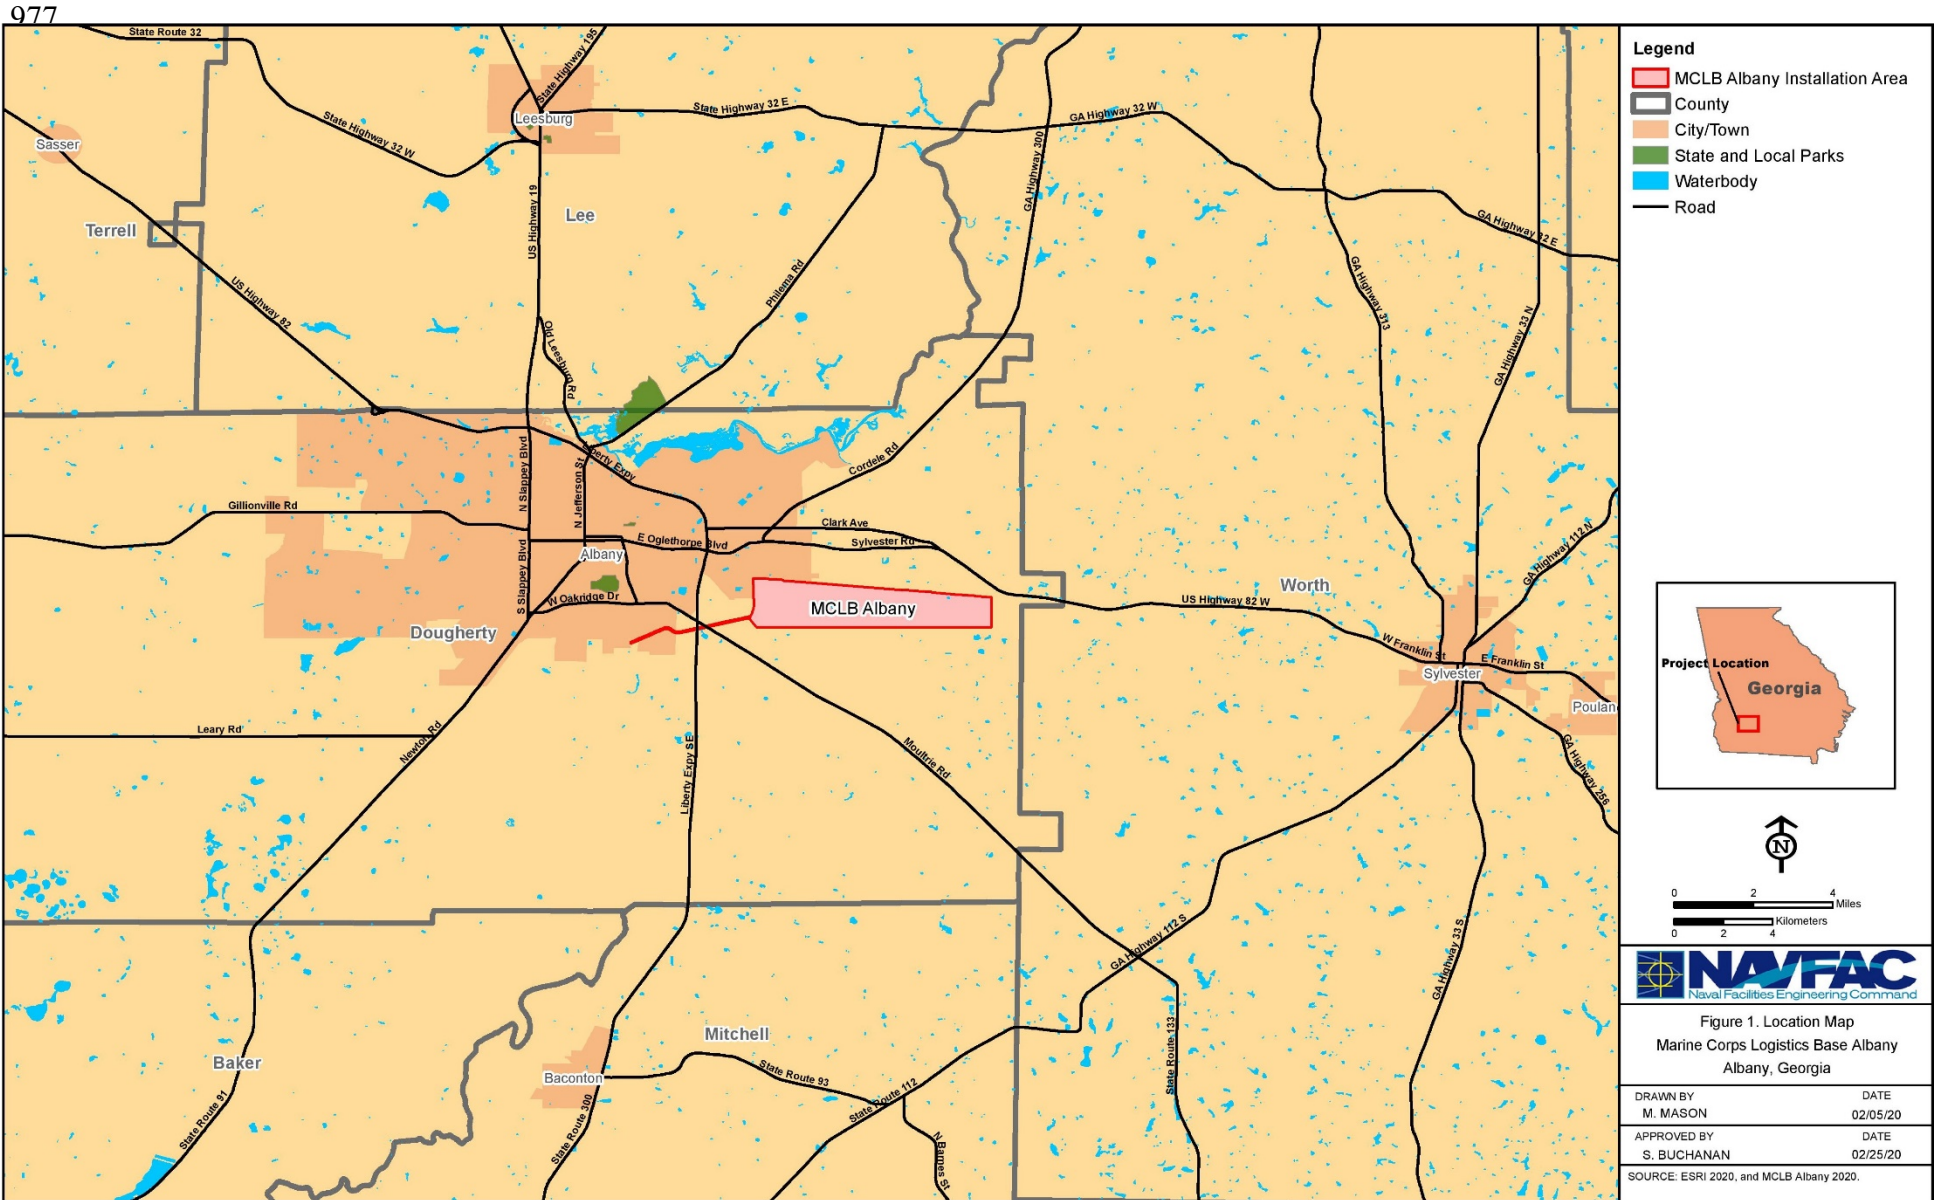 977
State Route 32
State Highway 195
Leesburg
State Highway 32 E
GA Highway 32 W
State Highway 32 W
Sasser
GA Highway 300
US Highway 19
Lee
Terrell
GA Highway 32 E
US Highway 82
Philema Rd
GA Highway 313
GA Highway 33 N
Old Leesburg Rd
N Slappey Blvd
N Jefferson St
Liberty Expy
Cordele Rd
Gillionville Rd
Clark Ave
E Oglethorpe Blvd
Sylvester Rd
Albany
GA Highway 112 N
S Slappey Blvd
W Oakridge Dr
MCLB Albany
Worth
US Highway 82 W
Dougherty
W Franklin St
E Franklin St
Sylvester
Poulan
Leary Rd
Newton Rd
Liberty Expy SE
Moultrie Rd
GA Highway 256
GA Highway 112 S
GA Highway 33 S
Mitchell
Baker
Baconton
State Route 93
State Route 133
State Route 112
State Route 91
State Route 300
N Barnes St
Legend
MCLB Albany Installation Area
County
City/Town
State and Local Parks
Waterbody
Road
Project Location
Georgia
N
0 2 4
Miles
Kilometers
0 2 4
NAVFAC
Naval Facilities Engineering Command
Figure 1. Location Map
Marine Corps Logistics Base Albany
Albany, Georgia
DRAWN BY DATE
M. MASON 02/05/20
APPROVED BY DATE
S. BUCHANAN 02/25/20
SOURCE: ESRI 2020, and MCLB Albany 2020.